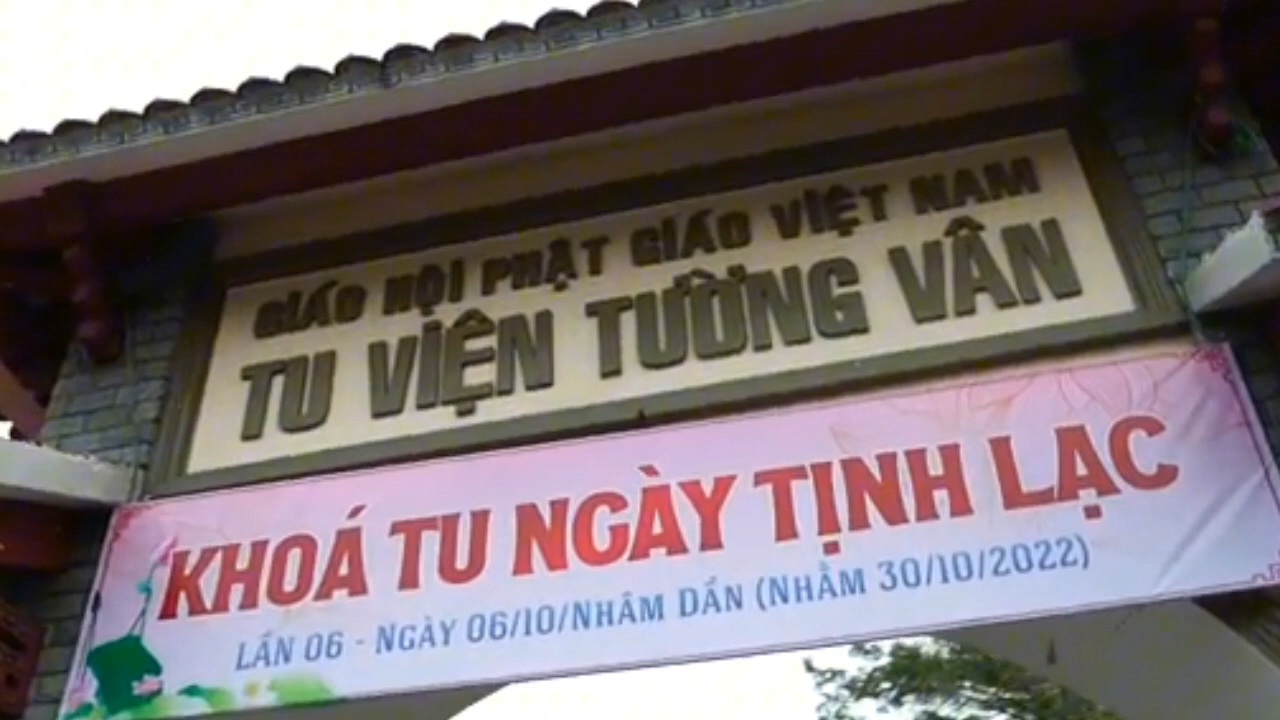 GIÁO HỘI PHẬT GIÁO VIỆT NAM
TU VIỆN TƯỜNG VÂN
KHOÁ TU NGÀY TỊNH LẠC
LẦN 06 - NGÀY 06/10/NHÂM DẦN (NHẰM 30/10/2022)